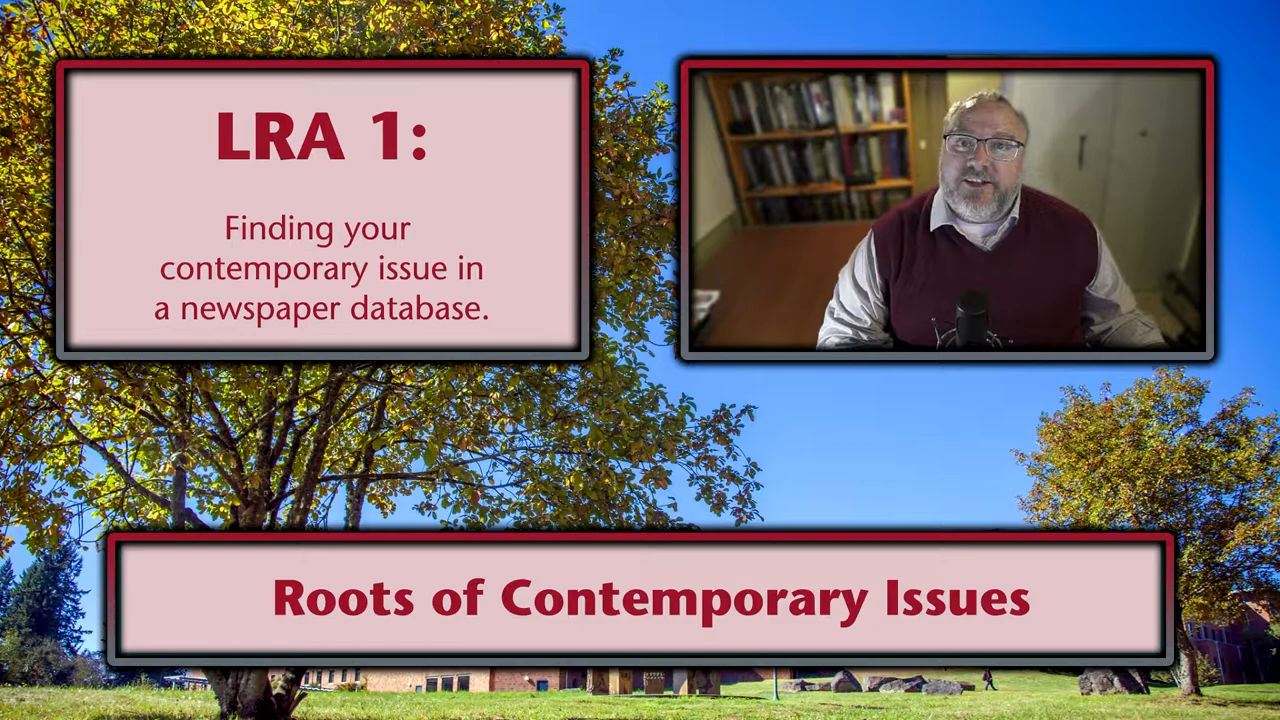 LRA 1:
Finding your
contemporary issue in
a newspaper database.
Roots of Contemporary Issues